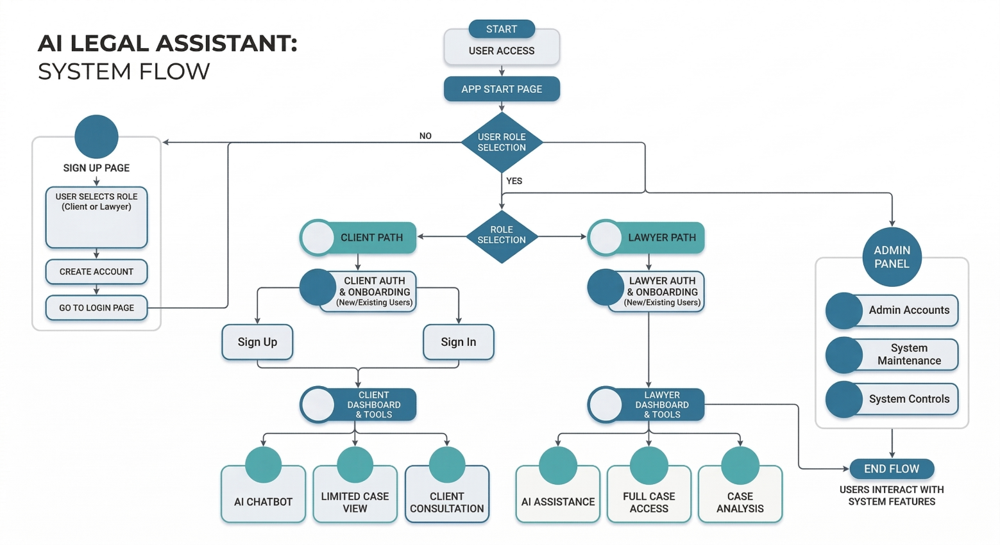 AI LEGAL ASSISTANT:
SYSTEM FLOW
START
USER ACCESS
APP START PAGE
USER ROLE
SELECTION
NO
YES
SIGN UP PAGE
USER SELECTS ROLE
(Client or Lawyer)
CREATE ACCOUNT
GO TO LOGIN PAGE
ROLE
SELECTION
CLIENT PATH
CLIENT AUTH
& ONBOARDING
(New/Existing Users)
Sign Up
Sign In
CLIENT
DASHBOARD
& TOOLS
AI CHATBOT
LIMITED CASE
VIEW
CLIENT
CONSULTATION
LAWYER PATH
LAWYER AUTH
& ONBOARDING
(New/Existing Users)
LAWYER
DASHBOARD
& TOOLS
AI ASSISTANCE
FULL CASE
ACCESS
CASE
ANALYSIS
ADMIN
PANEL
Admin Accounts
System
Maintenance
System Controls
END FLOW
USERS INTERACT WITH
SYSTEM FEATURES